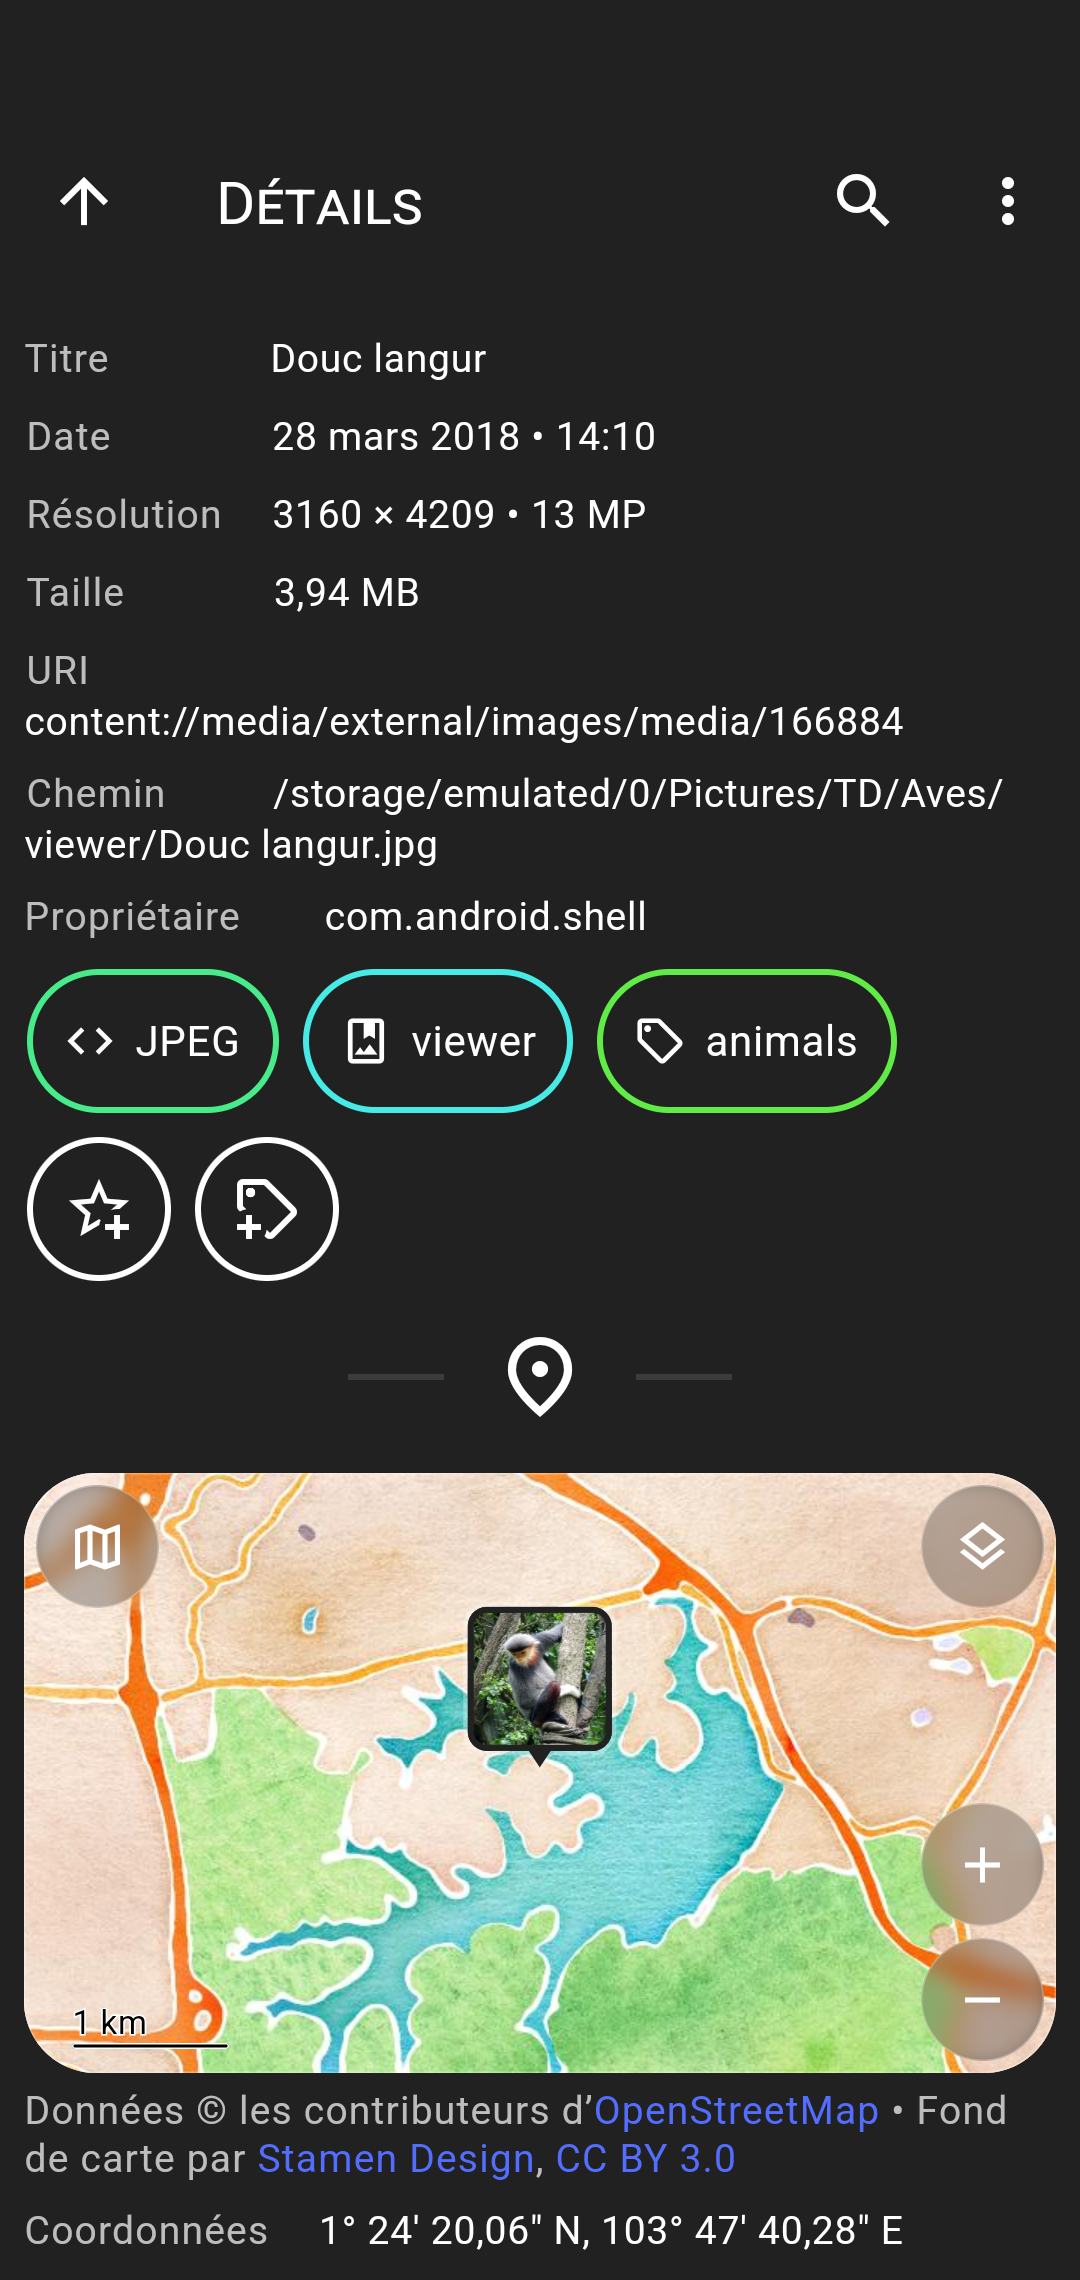 DÉTAILS
Titre Douc langur
Date 28 mars 2018 • 14:10
Résolution 3160 × 4209 • 13 MP
Taille 3,94 MB
URI
content://media/external/images/media/166884
Chemin /storage/emulated/0/Pictures/TD/Aves/
viewer/Douc langur.jpg
Propriétaire com.android.shell
JPEG viewer animals
1 km
Données © les contributeurs d’OpenStreetMap • Fond
de carte par Stamen Design, CC BY 3.0
Coordonnées 1° 24' 20,06" N, 103° 47' 40,28" E